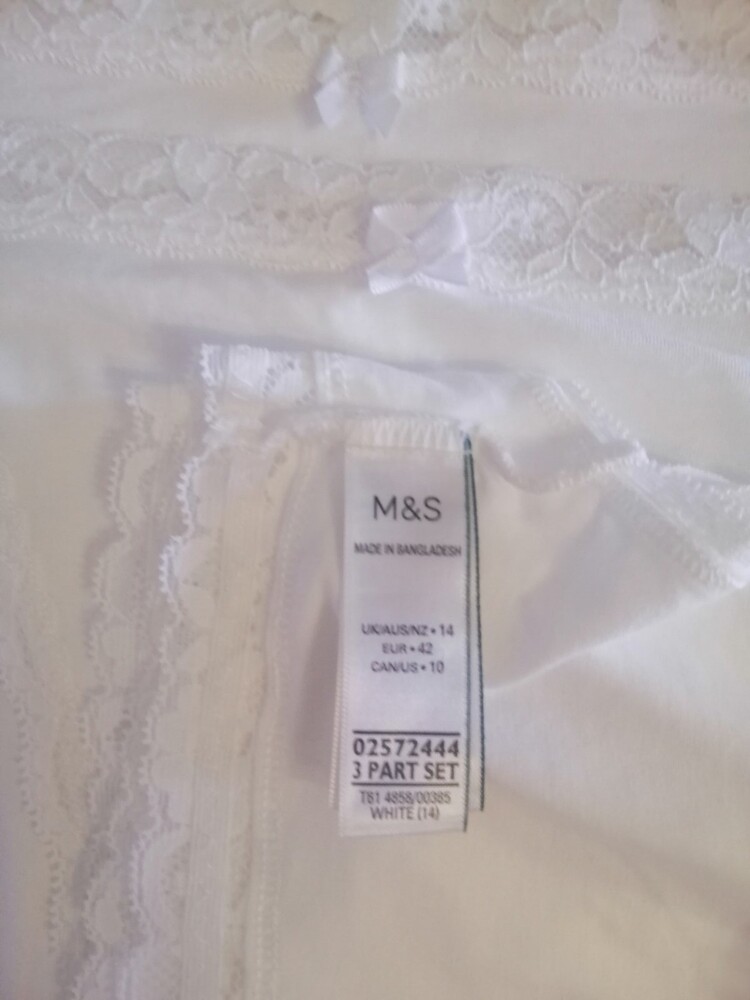 M&S
MADE IN BANGLADESH
UK/AUS/NZ • 14
EUR • 42
CAN/US • 10
02572444
3 PART SET
T81 4858/00385
WHITE (14)